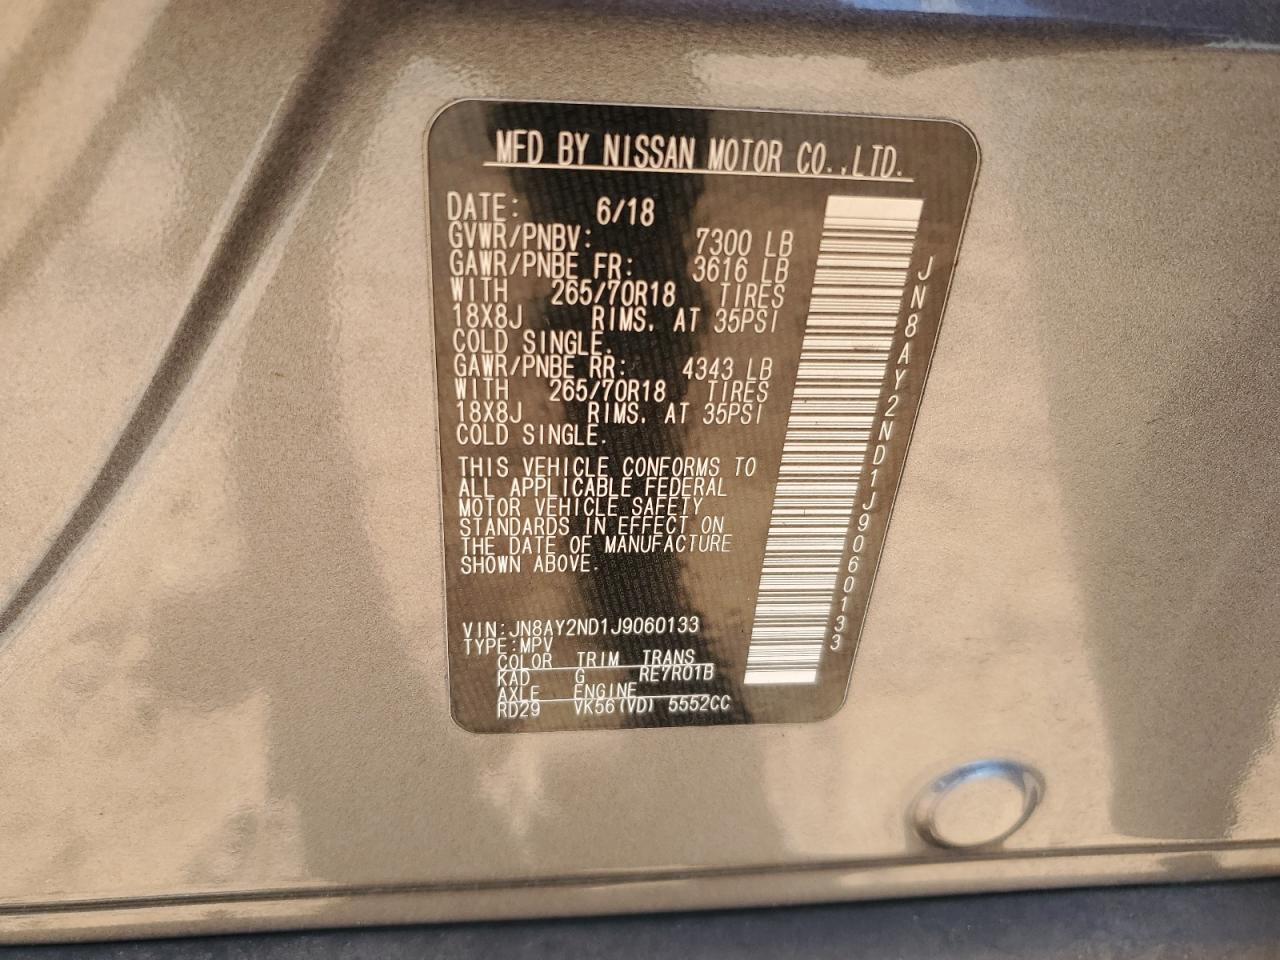 MFD BY NISSAN MOTOR CO.,LTD.
DATE: 6/18
GVWR/PNBV: 7300 LB
GAWR/PNBE FR: 3616 LB
WITH 265/70R18 TIRES
18X8J RIMS, AT 35PSI
COLD SINGLE.
GAWR/PNBE RR: 4343 LB
WITH 265/70R18 TIRES
18X8J RIMS, AT 35PSI
COLD SINGLE.
THIS VEHICLE CONFORMS TO
ALL APPLICABLE FEDERAL
MOTOR VEHICLE SAFETY
STANDARDS IN EFFECT ON
THE DATE OF MANUFACTURE
SHOWN ABOVE.
VIN:JN8AY2ND1J9060133
TYPE:MPV
COLOR TRIM TRANS
KAD G RE7R01B
AXLE ENGINE
RD29 VK56(VD) 5552CC
JN8AY2ND1J9060133